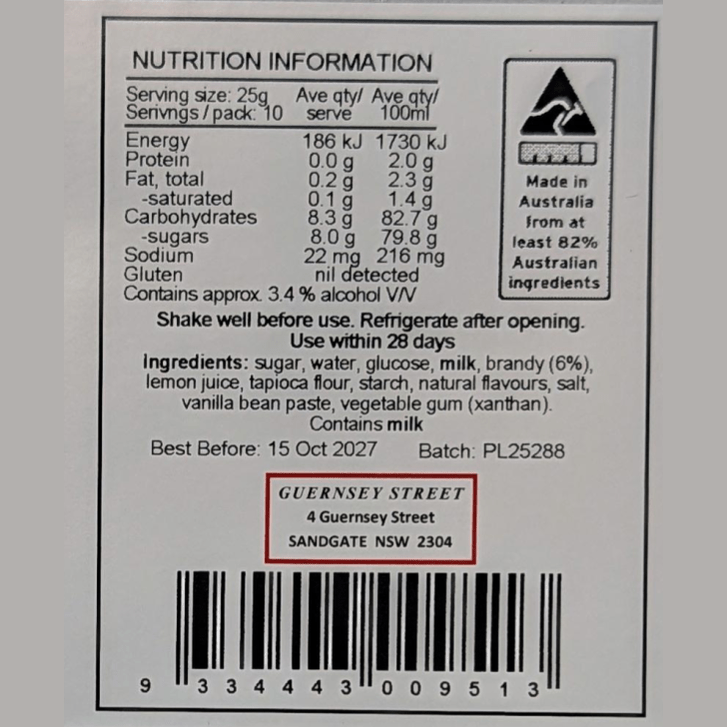 NUTRITION INFORMATION
Serving size: 25g Ave qty/ Ave qty/
Serivngs / pack: 10 serve 100ml
Energy 186 kJ 1730 kJ
Protein 0.0 g 2.0 g
Fat, total 0.2 g 2.3 g
-saturated 0.1 g 1.4 g
Carbohydrates 8.3 g 82.7 g
-sugars 8.0 g 79.8 g
Sodium 22 mg 216 mg
Gluten nil detected
Contains approx. 3.4 % alcohol V/V
Made in
Australia
from at
least 82%
Australian
ingredients
Shake well before use. Refrigerate after opening.
Use within 28 days
Ingredients: sugar, water, glucose, milk, brandy (6%),
lemon juice, tapioca flour, starch, natural flavours, salt,
vanilla bean paste, vegetable gum (xanthan).
Contains milk
Best Before: 15 Oct 2027 Batch: PL25288
GUERNSEY STREET
4 Guernsey Street
SANDGATE NSW 2304
9 334443 009513